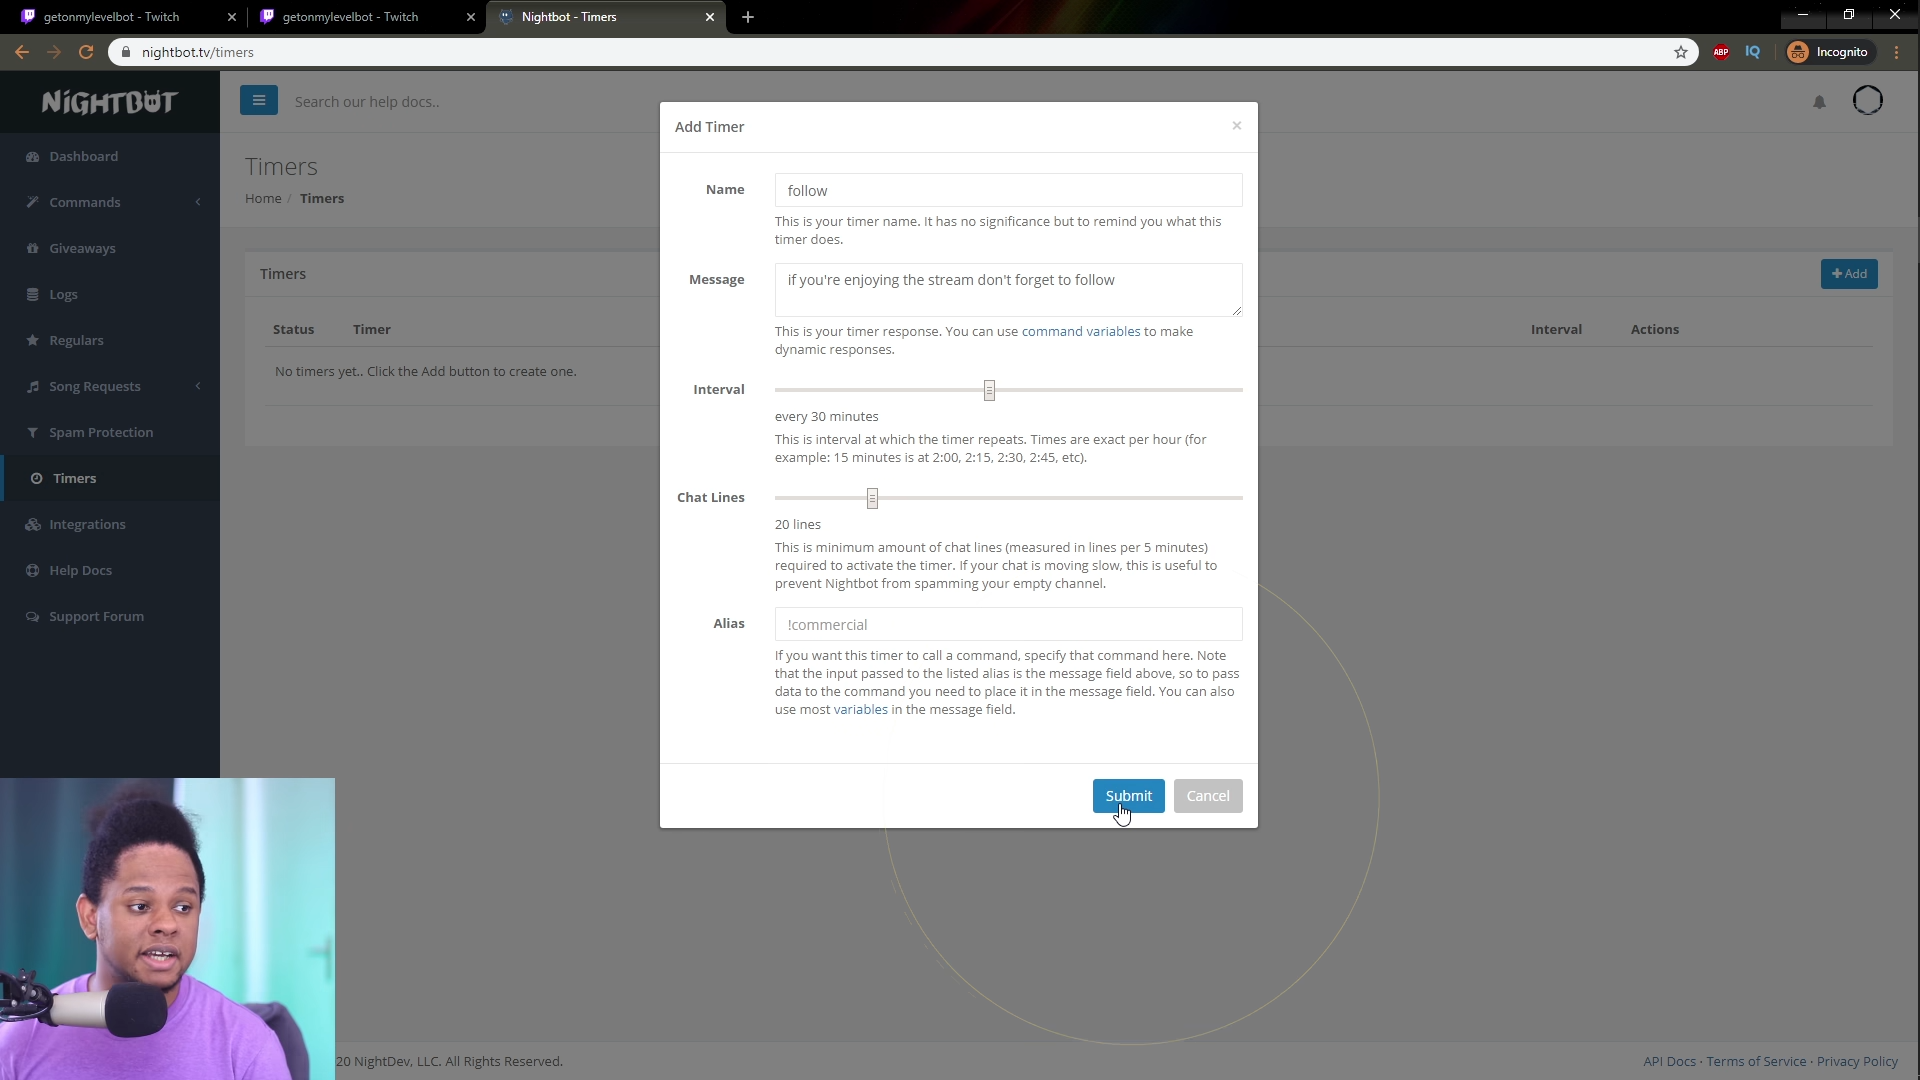 getonmylevelbot - Twitch
getonmylevelbot - Twitch
Nightbot - Timers
nightbot.tv/timers
ABP
IQ
Incognito
NiGHTBOT
Search our help docs..
Dashboard
Commands
Giveaways
Logs
Regulars
Song Requests
Spam Protection
Timers
Integrations
Help Docs
Support Forum
Timers
Home / Timers
Timers
+ Add
Status Timer Interval Actions
No timers yet.. Click the Add button to create one.
Add Timer ×
Name
follow
This is your timer name. It has no significance but to remind you what this
timer does.
Message
if you're enjoying the stream don't forget to follow
This is your timer response. You can use command variables to make
dynamic responses.
Interval
every 30 minutes
This is interval at which the timer repeats. Times are exact per hour (for
example: 15 minutes is at 2:00, 2:15, 2:30, 2:45, etc).
Chat Lines
20 lines
This is minimum amount of chat lines (measured in lines per 5 minutes)
required to activate the timer. If your chat is moving slow, this is useful to
prevent Nightbot from spamming your empty channel.
Alias
!commercial
If you want this timer to call a command, specify that command here. Note
that the input passed to the listed alias is the message field above, so to pass
data to the command you need to place it in the message field. You can also
use most variables in the message field.
Submit
Cancel
20 NightDev, LLC. All Rights Reserved.
API Docs · Terms of Service · Privacy Policy